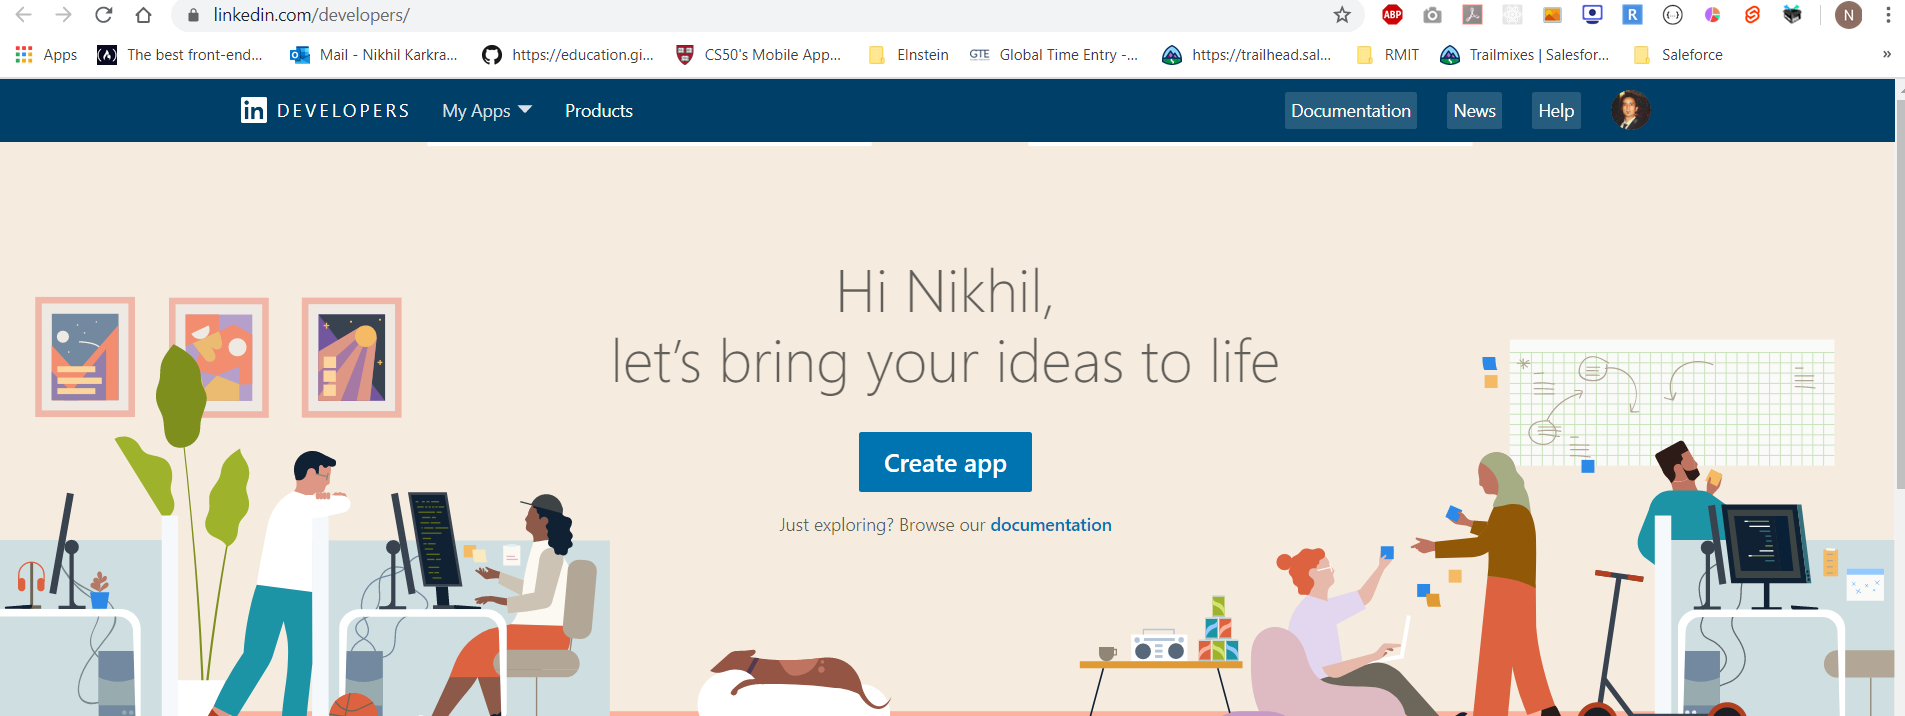 linkedin.com/developers/
ABP
R
N
Apps
The best front-end...
Mail - Nikhil Karkra...
https://education.gi...
CS50's Mobile App...
EInstein
GTE Global Time Entry -...
https://trailhead.sal...
RMIT
Trailmixes | Salesfor...
Saleforce
in DEVELOPERS
My Apps
Products
Documentation
News
Help
Hi Nikhil,
let's bring your ideas to life
Create app
Just exploring? Browse our documentation